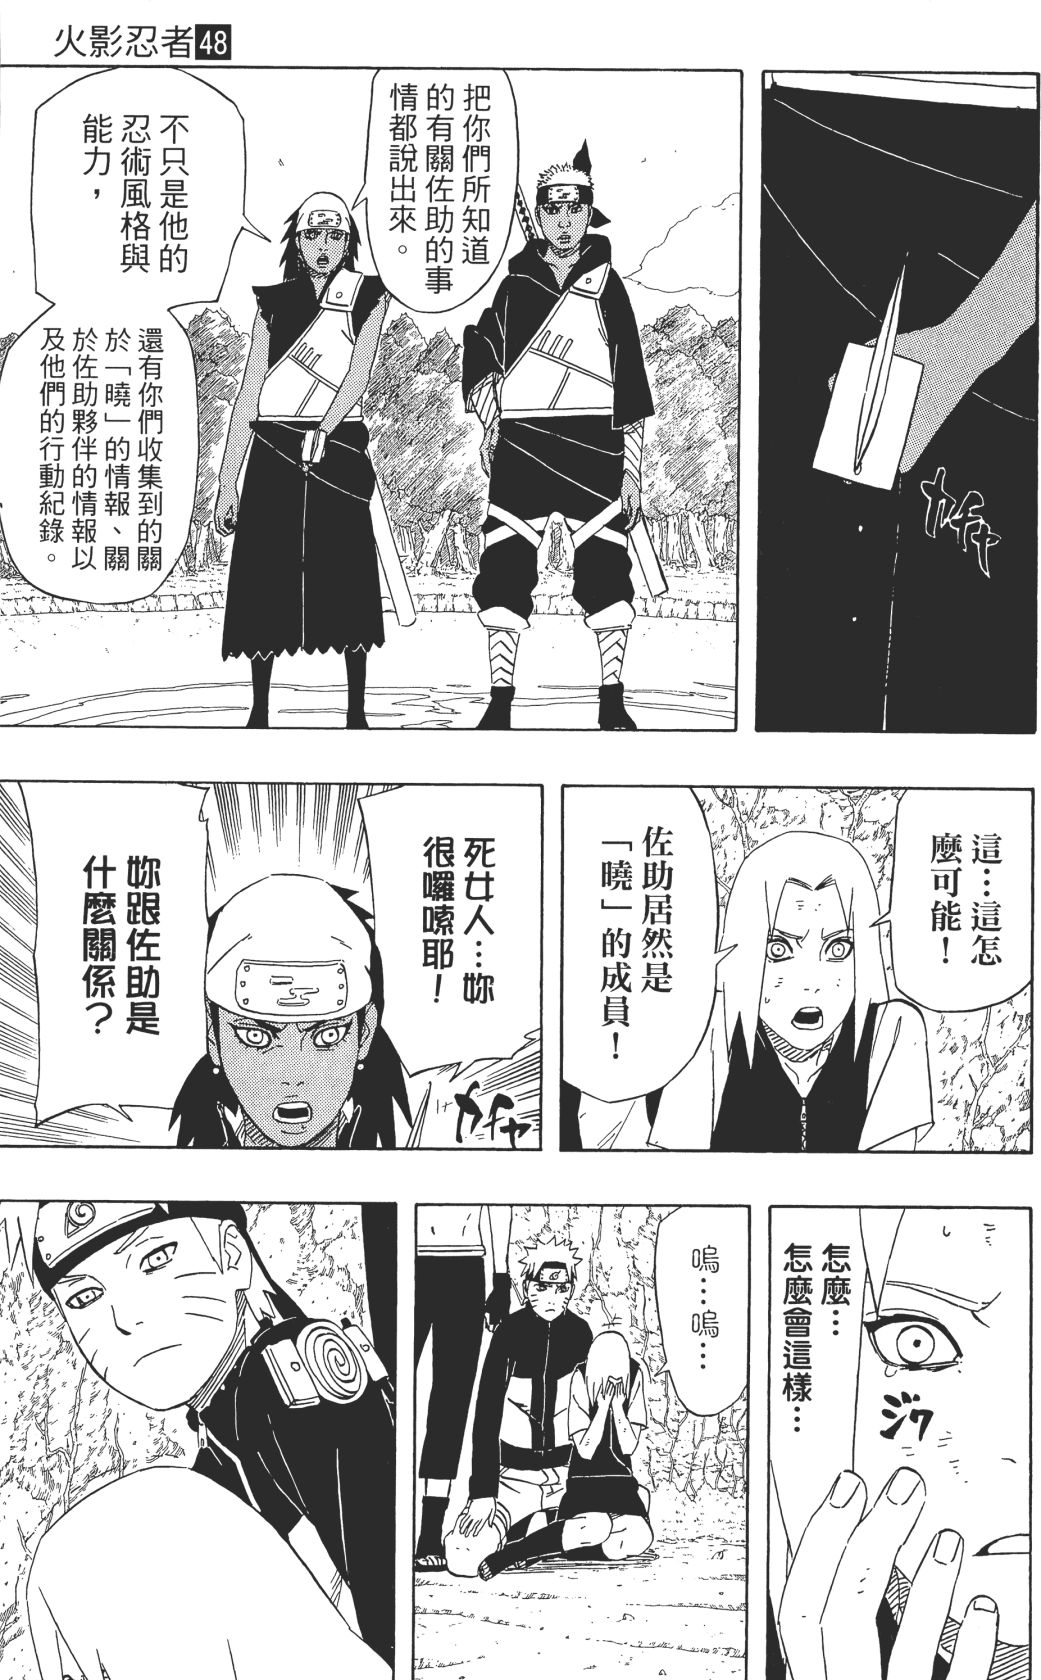 火影忍者48
ガチャ
把你們所知道
的有關佐助的事
情都說出來。
不只是他的
忍術風格與
能力，
還有你們收集到的關
於「曉」的情報、關
於佐助夥伴的情報以
及他們的行動紀錄。
這…這怎
麼可能！
佐助居然是
「曉」的成員！
死女人…妳
很囉嗦耶！
妳跟佐助是
什麼關係？
ガチャ
怎麼…
怎麼會這樣…
ジワ
嗚…嗚…